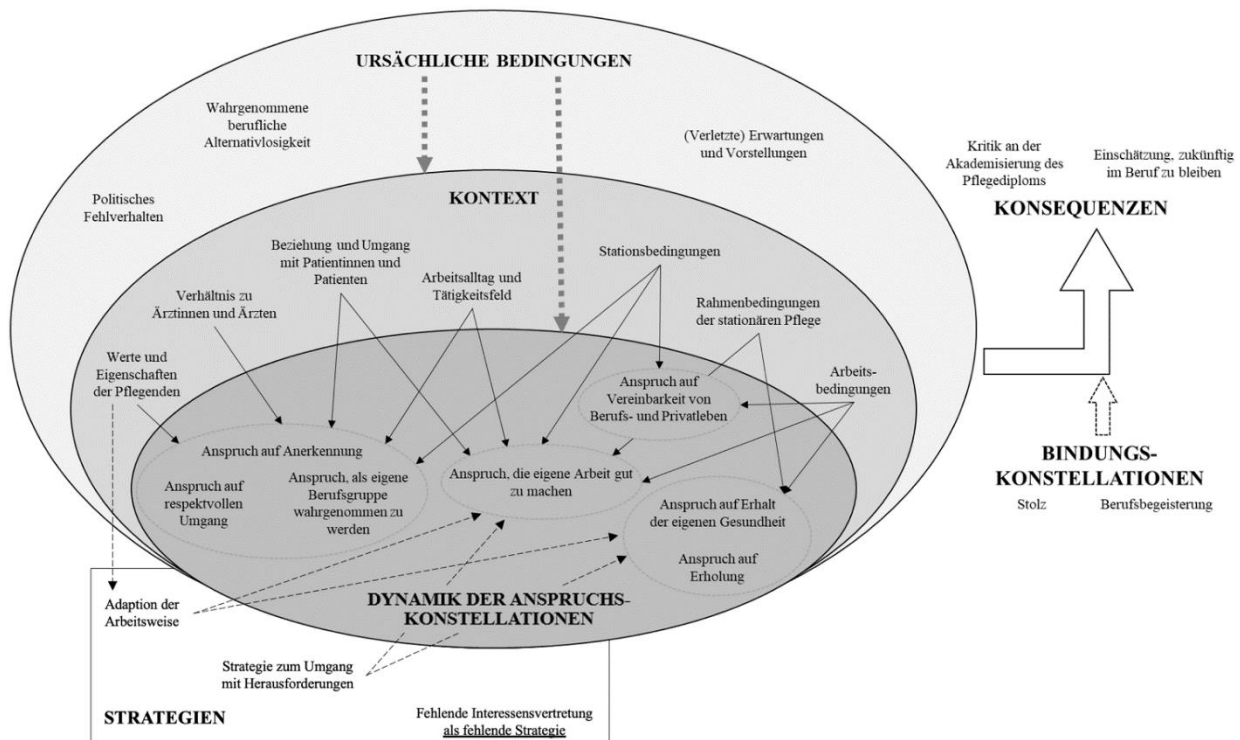 URSÄCHLICHE BEDINGUNGEN
Wahrgenommene
berufliche
Alternativlosigkeit
(Verletzte) Erwartungen
und Vorstellungen
Politisches
Fehlverhalten
KONTEXT
Beziehung und Umgang
mit Patientinnen und
Patienten
Stationsbedingungen
Arbeitsalltag und
Tätigkeitsfeld
Verhältnis zu
Ärztinnen und Ärzten
Rahmenbedingungen
der stationären Pflege
Werte und
Eigenschaften
der Pflegenden
Arbeits-
bedingungen
Anspruch auf
Vereinbarkeit von
Berufs- und Privatleben
Anspruch auf Anerkennung
Anspruch auf
respektvollen
Umgang
Anspruch, als eigene
Berufsgruppe
wahrgenommen zu
werden
Anspruch, die eigene Arbeit gut
zu machen
Anspruch auf Erhalt
der eigenen Gesundheit
Anspruch auf
Erholung
DYNAMIK DER ANSPRUCHS-
KONSTELLATIONEN
Adaption der
Arbeitsweise
Strategie zum Umgang
mit Herausforderungen
STRATEGIEN
Fehlende Interessensvertretung
als fehlende Strategie
Kritik an der
Akademisierung des
Pflegediploms
Einschätzung, zukünftig
im Beruf zu bleiben
KONSEQUENZEN
BINDUNGS-
KONSTELLATIONEN
Stolz
Berufsbegeisterung